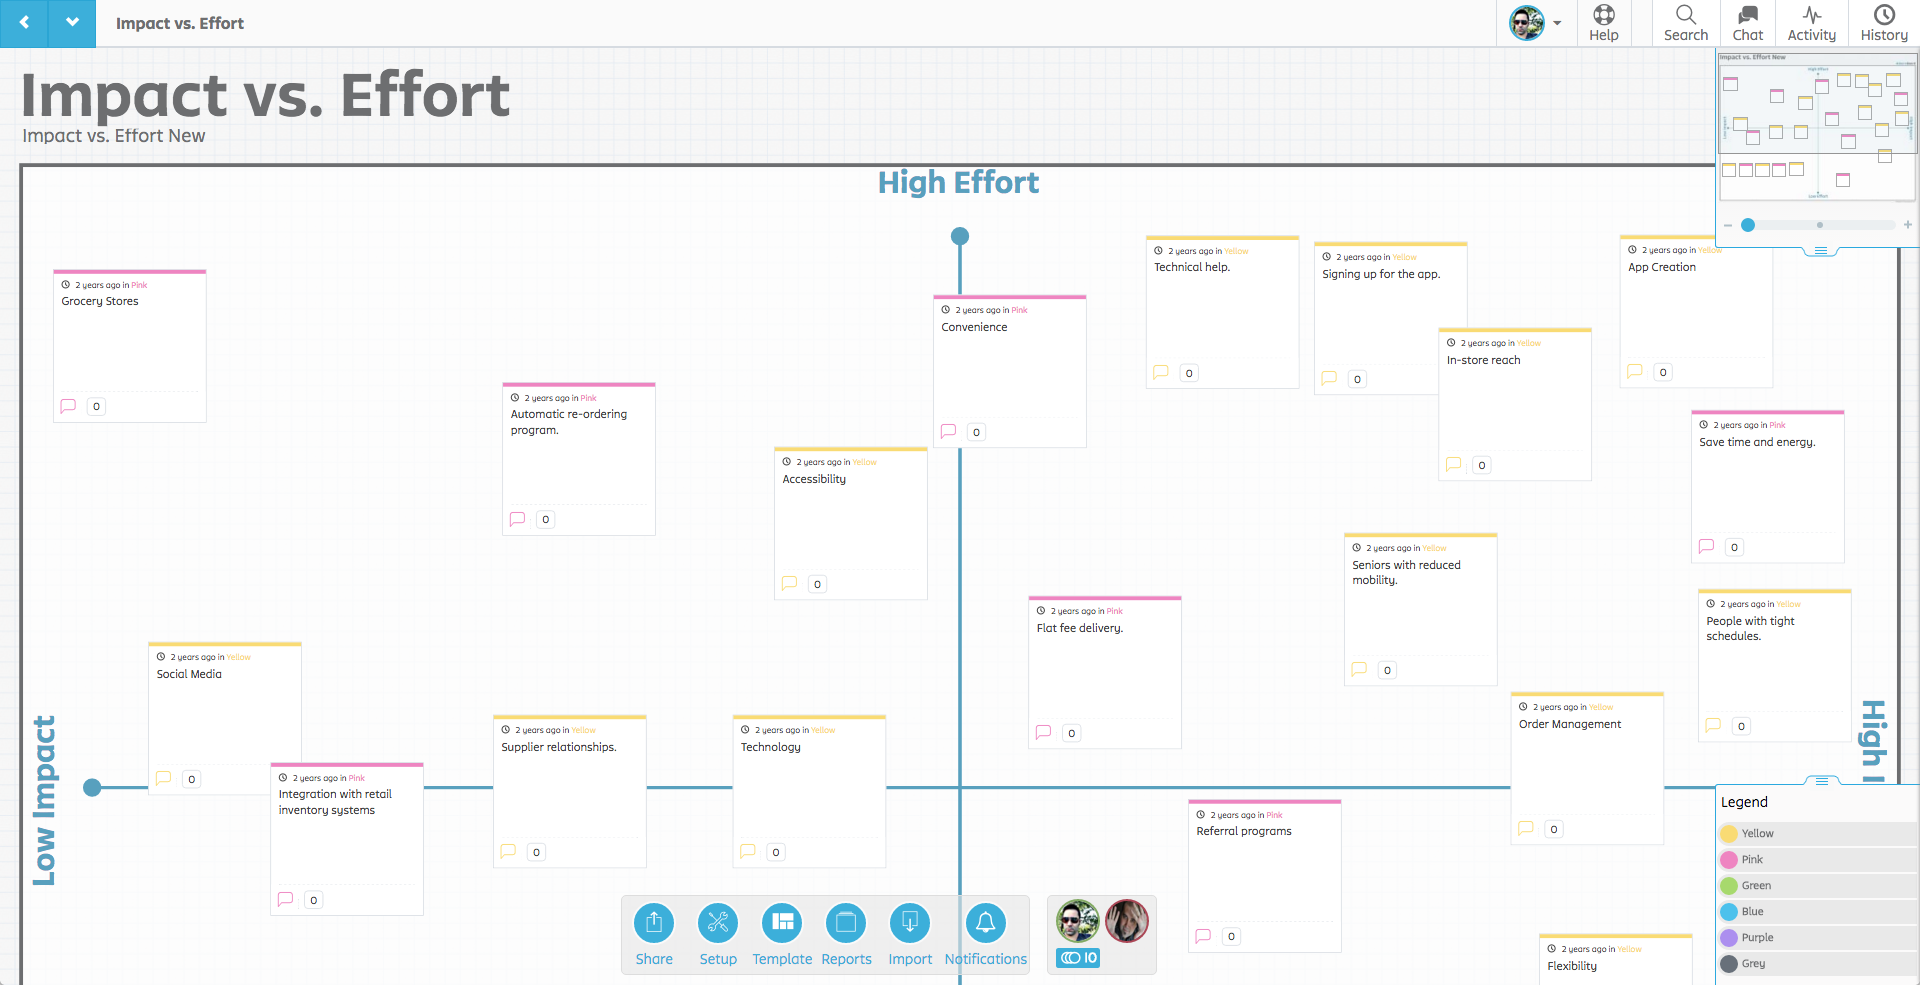 Impact vs. Effort
Help
Search
Chat
Activity
History
Impact vs. Effort
Impact vs. Effort New
Impact vs. Effort New
High Effort
Low Effort
High Effort
2 years ago in Pink
Grocery Stores
0
2 years ago in Pink
Automatic re-ordering
program.
0
2 years ago in Yellow
Accessibility
0
2 years ago in Pink
Convenience
0
2 years ago in Yellow
Technical help.
0
2 years ago in Yellow
Signing up for the app.
0
2 years ago in Yellow
In-store reach
0
2 years ago in Yellow
App Creation
0
2 years ago in Pink
Save time and energy.
0
2 years ago in Yellow
Seniors with reduced
mobility.
0
2 years ago in Yellow
People with tight
schedules.
0
2 years ago in Pink
Flat fee delivery.
0
2 years ago in Yellow
Social Media
0
2 years ago in Pink
Integration with retail
inventory systems
0
2 years ago in Yellow
Supplier relationships.
0
2 years ago in Yellow
Technology
0
2 years ago in Yellow
Order Management
0
2 years ago in Pink
Referral programs
0
2 years ago in Yellow
Flexibility
Low Impact
High I
Legend
Yellow
Pink
Green
Blue
Purple
Grey
Share
Setup
Template
Reports
Import
Notifications
10